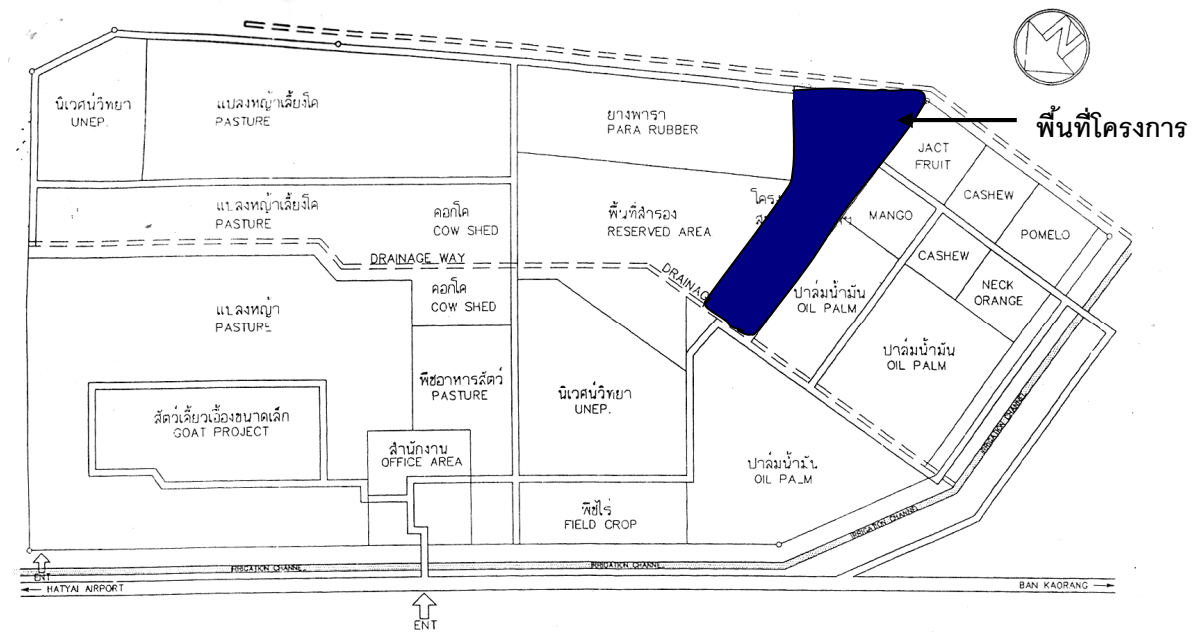 นิเวศน์วิทยา
UNEP.
แปลงหญ้าเลี้ยงโค
PASTURE
ยางพารา
PARA RUBBER
พื้นที่โครงการ
JACT
FRUIT
CASHEW
POMELO
แปลงหญ้าเลี้ยงโค
PASTURE
คอกโค
COW SHED
พื้นที่สำรอง
RESERVED AREA
MANGO
CASHEW
NECK
ORANGE
DRAINAGE WAY
คอกโค
COW SHED
ปาล์มน้ำมัน
OIL PALM
แปลงหญ้า
PASTURE
ปาล์มน้ำมัน
OIL PALM
พืชอาหารสัตว์
PASTURE
นิเวศน์วิทยา
UNEP.
สัตว์เคี้ยวเอื้องขนาดเล็ก
GOAT PROJECT
สำนักงาน
OFFICE AREA
ปาล์มน้ำมัน
OIL PALM
พืชไร่
FIELD CROP
IRRIGATION CHANNEL
IRRIGATION CHANNEL
IRRIGATION CHANNEL
IRRIGATION CHANNEL
ENT
HATYAI AIRPORT
BAN KAORANG
ENT